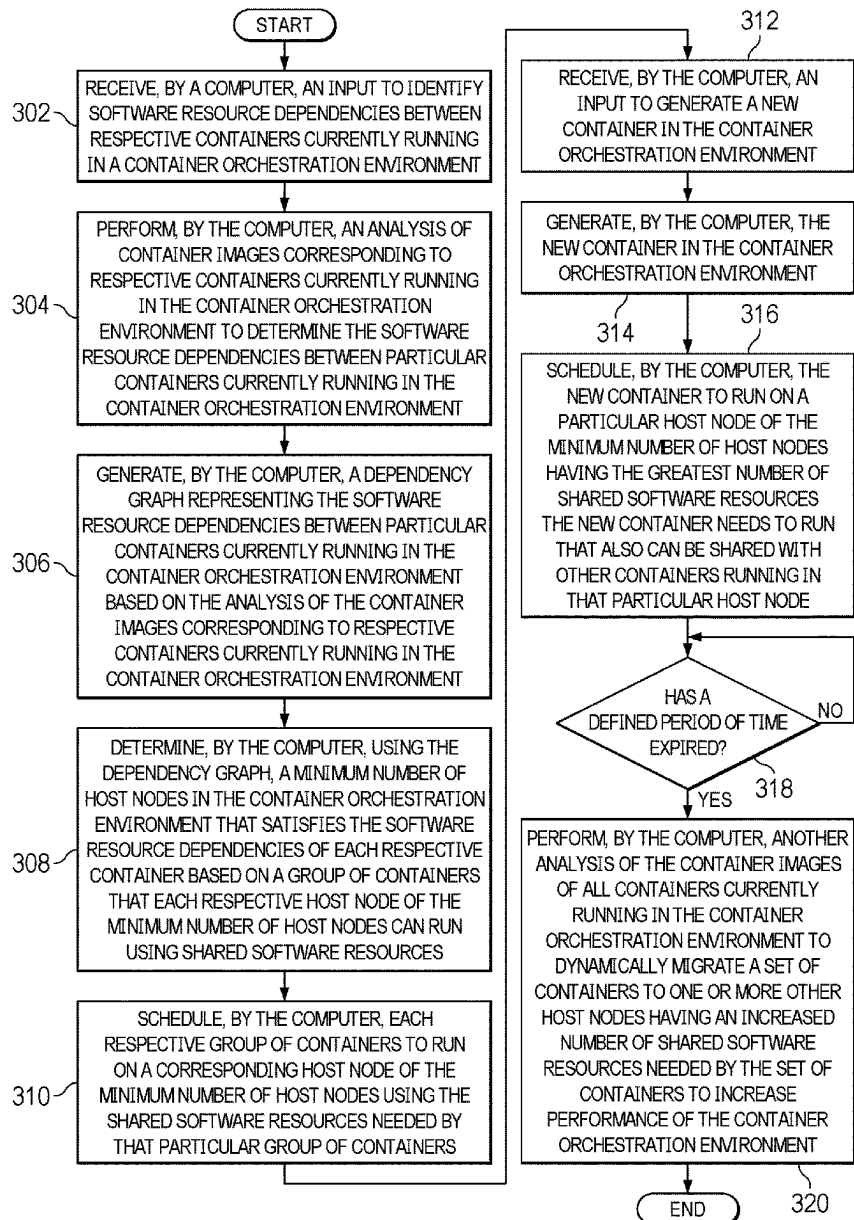 START
302
RECEIVE, BY A COMPUTER, AN INPUT TO IDENTIFY
SOFTWARE RESOURCE DEPENDENCIES BETWEEN
RESPECTIVE CONTAINERS CURRENTLY RUNNING
IN A CONTAINER ORCHESTRATION ENVIRONMENT
304
PERFORM, BY THE COMPUTER, AN ANALYSIS OF
CONTAINER IMAGES CORRESPONDING TO
RESPECTIVE CONTAINERS CURRENTLY RUNNING
IN THE CONTAINER ORCHESTRATION
ENVIRONMENT TO DETERMINE THE SOFTWARE
RESOURCE DEPENDENCIES BETWEEN PARTICULAR
CONTAINERS CURRENTLY RUNNING IN THE
CONTAINER ORCHESTRATION ENVIRONMENT
306
GENERATE, BY THE COMPUTER, A DEPENDENCY
GRAPH REPRESENTING THE SOFTWARE
RESOURCE DEPENDENCIES BETWEEN PARTICULAR
CONTAINERS CURRENTLY RUNNING IN THE
CONTAINER ORCHESTRATION ENVIRONMENT
BASED ON THE ANALYSIS OF THE CONTAINER
IMAGES CORRESPONDING TO RESPECTIVE
CONTAINERS CURRENTLY RUNNING IN THE
CONTAINER ORCHESTRATION ENVIRONMENT
308
DETERMINE, BY THE COMPUTER, USING THE
DEPENDENCY GRAPH, A MINIMUM NUMBER OF
HOST NODES IN THE CONTAINER ORCHESTRATION
ENVIRONMENT THAT SATISFIES THE SOFTWARE
RESOURCE DEPENDENCIES OF EACH RESPECTIVE
CONTAINER BASED ON A GROUP OF CONTAINERS
THAT EACH RESPECTIVE HOST NODE OF THE
MINIMUM NUMBER OF HOST NODES CAN RUN
USING SHARED SOFTWARE RESOURCES
310
SCHEDULE, BY THE COMPUTER, EACH
RESPECTIVE GROUP OF CONTAINERS TO RUN
ON A CORRESPONDING HOST NODE OF THE
MINIMUM NUMBER OF HOST NODES USING THE
SHARED SOFTWARE RESOURCES NEEDED BY
THAT PARTICULAR GROUP OF CONTAINERS
312
RECEIVE, BY THE COMPUTER, AN
INPUT TO GENERATE A NEW
CONTAINER IN THE CONTAINER
ORCHESTRATION ENVIRONMENT
GENERATE, BY THE COMPUTER, THE
NEW CONTAINER IN THE CONTAINER
ORCHESTRATION ENVIRONMENT
314
316
SCHEDULE, BY THE COMPUTER, THE
NEW CONTAINER TO RUN ON A
PARTICULAR HOST NODE OF THE
MINIMUM NUMBER OF HOST NODES
HAVING THE GREATEST NUMBER OF
SHARED SOFTWARE RESOURCES
THE NEW CONTAINER NEEDS TO RUN
THAT ALSO CAN BE SHARED WITH
OTHER CONTAINERS RUNNING IN
THAT PARTICULAR HOST NODE
HAS A
DEFINED PERIOD OF TIME
EXPIRED?
NO
318
YES
PERFORM, BY THE COMPUTER, ANOTHER
ANALYSIS OF THE CONTAINER IMAGES
OF ALL CONTAINERS CURRENTLY
RUNNING IN THE CONTAINER
ORCHESTRATION ENVIRONMENT TO
DYNAMICALLY MIGRATE A SET OF
CONTAINERS TO ONE OR MORE OTHER
HOST NODES HAVING AN INCREASED
NUMBER OF SHARED SOFTWARE
RESOURCES NEEDED BY THE SET OF
CONTAINERS TO INCREASE
PERFORMANCE OF THE CONTAINER
ORCHESTRATION ENVIRONMENT
320
END